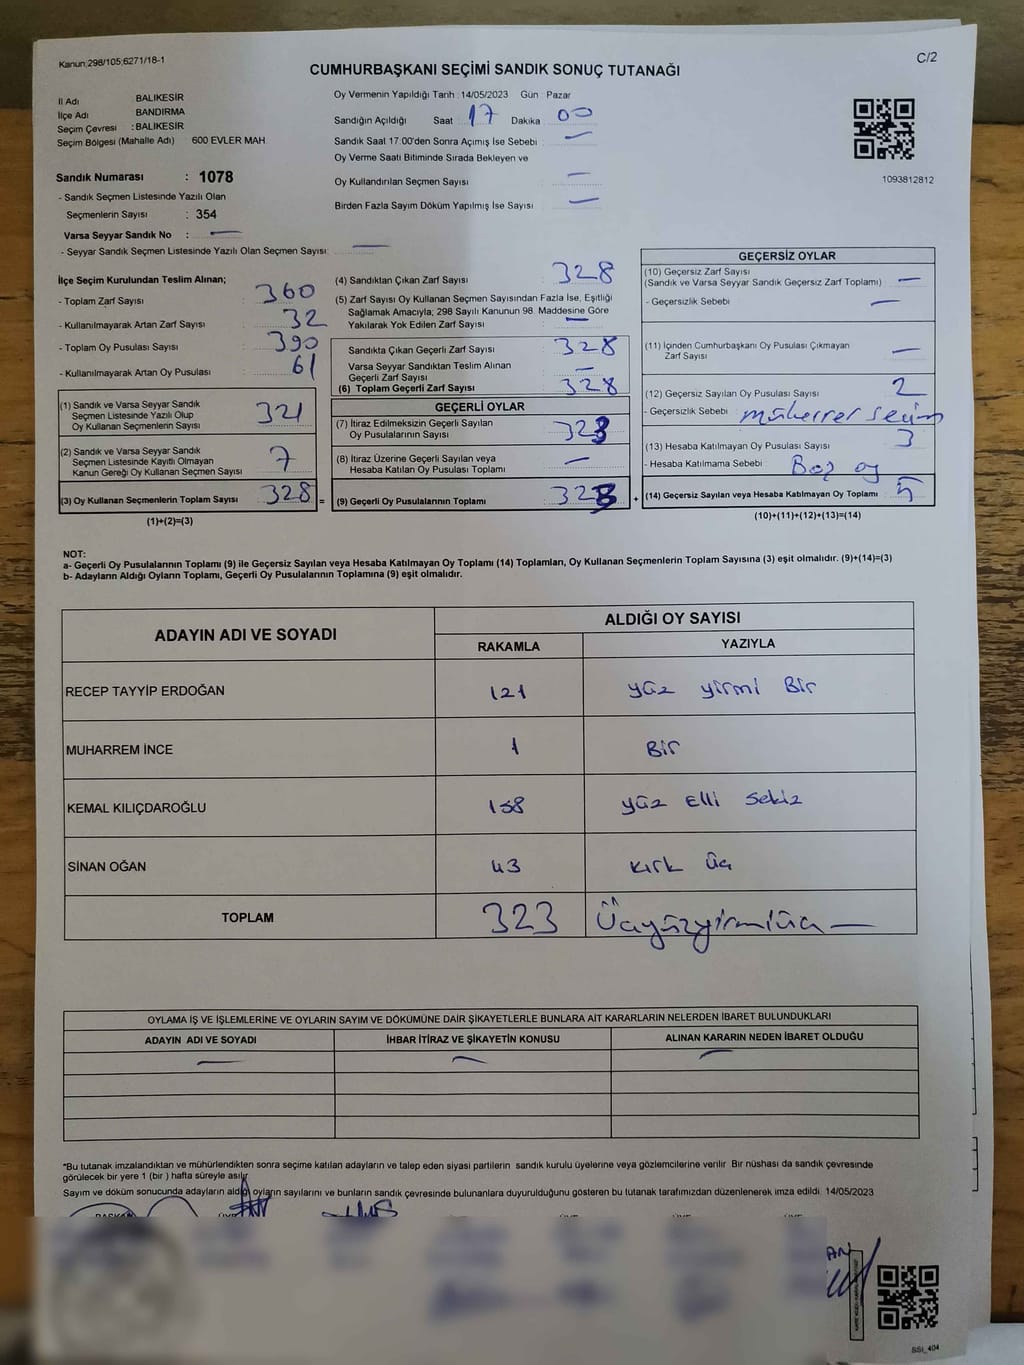 Kanun;298/105;6271/18-1
C/2
CUMHURBAŞKANI SEÇİMİ SANDIK SONUÇ TUTANAĞI
İl Adı BALIKESİR
İlçe Adı BANDIRMA
Seçim Çevresi : BALIKESİR
Seçim Bölgesi (Mahalle Adı) 600 EVLER MAH.
Sandık Numarası : 1078
- Sandık Seçmen Listesinde Yazılı Olan
Seçmenlerin Sayısı : 354
Varsa Seyyar Sandık No : —
- Seyyar Sandık Seçmen Listesinde Yazılı Olan Seçmen Sayısı: —
Oy Vermenin Yapıldığı Tarih : 14/05/2023 Gün : Pazar
Sandığın Açıldığı Saat : 17 Dakika : 00
Sandık Saat 17:00'den Sonra Açımış İse Sebebi : —
Oy Verme Saati Bitiminde Sırada Bekleyen ve
Oy Kullandırılan Seçmen Sayısı : —
Birden Fazla Sayım Döküm Yapılmış İse Sayısı : —
1093812812
İlçe Seçim Kurulundan Teslim Alınan;
- Toplam Zarf Sayısı : 360
- Kullanılmayarak Artan Zarf Sayısı : 32
- Toplam Oy Pusulası Sayısı : 390
- Kullanılmayarak Artan Oy Pusulası : 61
(1) Sandık ve Varsa Seyyar Sandık
Seçmen Listesinde Yazılı Olup
Oy Kullanan Seçmenlerin Sayısı 321
(2) Sandık ve Varsa Seyyar Sandık
Seçmen Listesinde Kayıtlı Olmayan
Kanun Gereği Oy Kullanan Seçmen Sayısı 7
(3) Oy Kullanan Seçmenlerin Toplam Sayısı 328 =
(1)+(2)=(3)
(4) Sandıktan Çıkan Zarf Sayısı : 328
(5) Zarf Sayısı Oy Kullanan Seçmen Sayısından Fazla İse, Eşitliği
Sağlamak Amacıyla; 298 Sayılı Kanunun 98. Maddesine Göre
Yakılarak Yok Edilen Zarf Sayısı : —
Sandıkta Çıkan Geçerli Zarf Sayısı : 328
Varsa Seyyar Sandıktan Teslim Alınan
Geçerli Zarf Sayısı : —
(6) Toplam Geçerli Zarf Sayısı : 328
GEÇERLİ OYLAR
(7) İtiraz Edilmeksizin Geçerli Sayılan
Oy Pusulalarının Sayısı : 323
(8) İtiraz Üzerine Geçerli Sayılan veya
Hesaba Katılan Oy Pusulası Toplamı : —
(9) Geçerli Oy Pusulalarının Toplamı : 323 +
GEÇERSİZ OYLAR
(10) Geçersiz Zarf Sayısı
(Sandık ve Varsa Seyyar Sandık Geçersiz Zarf Toplamı) : —
- Geçersizlik Sebebi : —
(11) İçinden Cumhurbaşkanı Oy Pusulası Çıkmayan
Zarf Sayısı : —
(12) Geçersiz Sayılan Oy Pusulası Sayısı : 2
- Geçersizlik Sebebi : mükerrer seçim
(13) Hesaba Katılmayan Oy Pusulası Sayısı : 3
- Hesaba Katılmama Sebebi : Boş oy
(14) Geçersiz Sayılan veya Hesaba Katılmayan Oy Toplamı : 5
(10)+(11)+(12)+(13)=(14)
NOT:
a- Geçerli Oy Pusulalarının Toplamı (9) ile Geçersiz Sayılan veya Hesaba Katılmayan Oy Toplamı (14) Toplamları, Oy Kullanan Seçmenlerin Toplam Sayısına (3) eşit olmalıdır. (9)+(14)=(3)
b- Adayların Aldığı Oyların Toplamı, Geçerli Oy Pusulalarının Toplamına (9) eşit olmalıdır.
ADAYIN ADI VE SOYADI ALDIĞI OY SAYISI
RAKAMLA YAZIYLA
RECEP TAYYİP ERDOĞAN 121 yüz yirmi Bir
MUHARREM İNCE 1 Bir
KEMAL KILIÇDAROĞLU 158 yüz Elli sekiz
SİNAN OĞAN 43 kırk üç
TOPLAM 323 Üçyüzyirmiüç —
OYLAMA İŞ VE İŞLEMLERİNE VE OYLARIN SAYIM VE DÖKÜMÜNE DAİR ŞİKAYETLERLE BUNLARA AİT KARARLARIN NELERDEN İBARET BULUNDUKLARI
ADAYIN ADI VE SOYADI İHBAR İTİRAZ VE ŞİKAYETİN KONUSU ALINAN KARARIN NEDEN İBARET OLDUĞU
— — —
*Bu tutanak imzalandıktan ve mühürlendikten sonra seçime katılan adayların ve talep eden siyasi partilerin sandık kurulu üyelerine veya gözlemcilerine verilir. Bir nüshası da sandık çevresinde
görülecek bir yere 1 (bir ) hafta süreyle asılır.
Sayım ve döküm sonucunda adayların aldığı oyların sayılarını ve bunların sandık çevresinde bulunanlara duyurulduğunu gösteren bu tutanak tarafımızdan düzenlenerek imza edildi. 14/05/2023
BAŞKAN
SSI_404